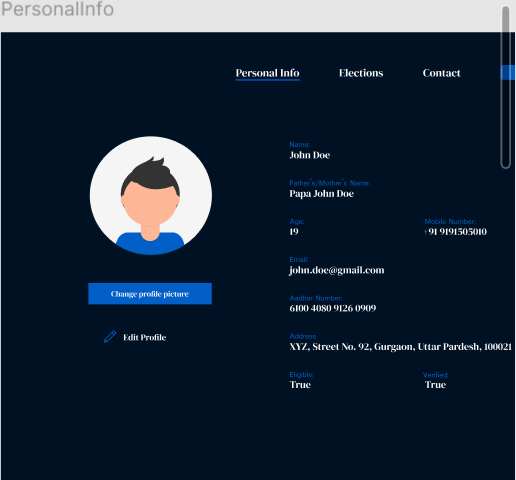 PersonalInfo
Personal Info Elections Contact
Name:
John Doe
Father's/Mother's Name:
Papa John Doe
Age: Mobile Number:
19 +91 9191505010
Email:
john.doe@gmail.com
Change profile picture
Aadhar Number:
6100 4080 9126 0909
Edit Profile
Address
XYZ, Street No. 92, Gurgaon, Uttar Pardesh, 100021
Eligible: Verified:
True True